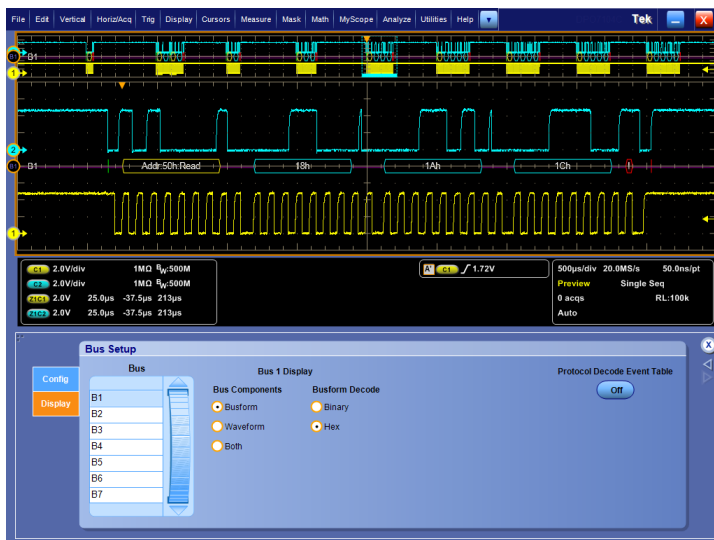 File Edit Vertical Horiz/Acq Trig Display Cursors Measure Mask Math MyScope Analyze Utilities Help Tek X
B1 B1
1
2
B1 B1 Addr:50h:Read 18h 1Ah 1Ch !
1
C1 2.0V/div 1MΩ BW:500M
C2 2.0V/div 1MΩ BW:500M
Z1C1 2.0V 25.0µs -37.5µs 213µs
Z1C2 2.0V 25.0µs -37.5µs 213µs
A' C1 1.72V
500µs/div 20.0MS/s 50.0ns/pt
Preview Single Seq
0 acqs RL:100k
Auto
Bus Setup
X
Config
Display
Bus
B1
B2
B3
B4
B5
B6
B7
Bus 1 Display
Bus Components
Busform
Waveform
Both
Busform Decode
Binary
Hex
Protocol Decode Event Table
Off